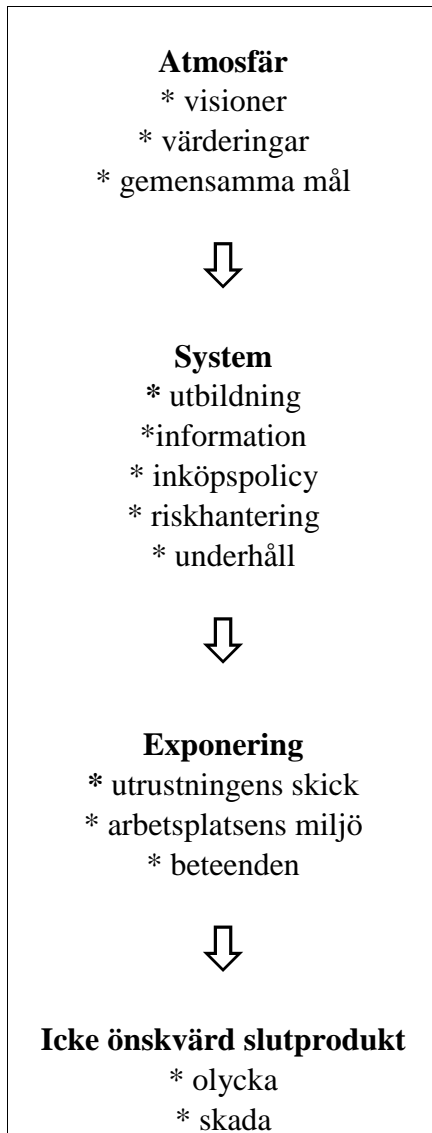 Atmosfär
* visioner
* värderingar
* gemensamma mål
System
* utbildning
*information
* inköpspolicy
* riskhantering
* underhåll
Exponering
* utrustningens skick
* arbetsplatsens miljö
* beteenden
Icke önskvärd slutprodukt
* olycka
* skada